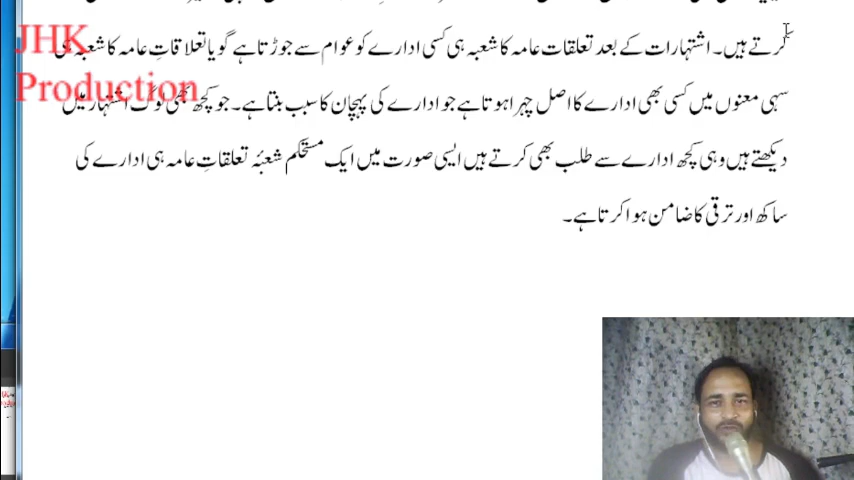 کرتے ہیں۔ اشتہارات کے بعد تعلقات عامہ کا شعبہ ہی کسی ادارے کو عوام سے جوڑتا ہے گویا تعلاقاتِ عامہ کا شعبہ ہی
سہی معنوں میں کسی بھی ادارے کا اصل چہرا ہوتا ہے جو ادارے کی پہچان کا سبب بنتا ہے۔ جو کچھ بھی لوگ اشتہار میں
دیکھتے ہیں وہی کچھ ادارے سے طلب بھی کرتے ہیں ایسی صورت میں ایک مستحکم شعبۂ تعلقاتِ عامہ ہی ادارے کی
ساکھ اور ترقی کا ضامن ہوا کرتا ہے۔
JHK
Production